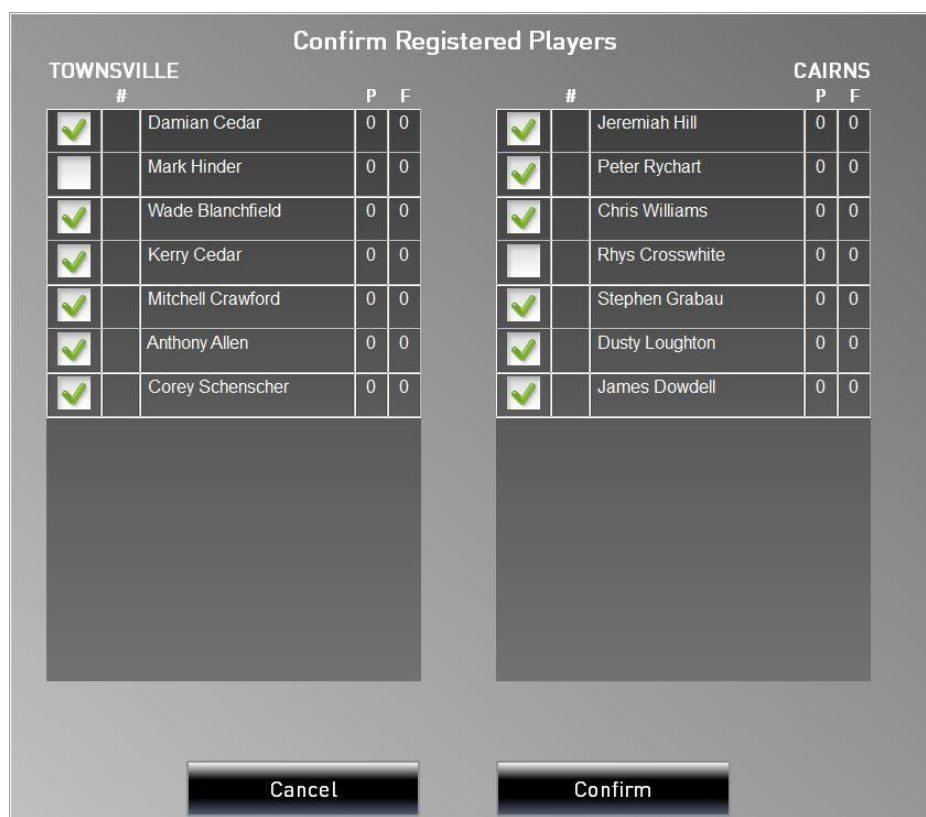 Confirm Registered Players
TOWNSVILLE
# P F
Damian Cedar 0 0
Mark Hinder 0 0
Wade Blanchfield 0 0
Kerry Cedar 0 0
Mitchell Crawford 0 0
Anthony Allen 0 0
Corey Schenscher 0 0
CAIRNS
# P F
Jeremiah Hill 0 0
Peter Rychart 0 0
Chris Williams 0 0
Rhys Crosswhite 0 0
Stephen Grabau 0 0
Dusty Loughton 0 0
James Dowdell 0 0
Cancel
Confirm